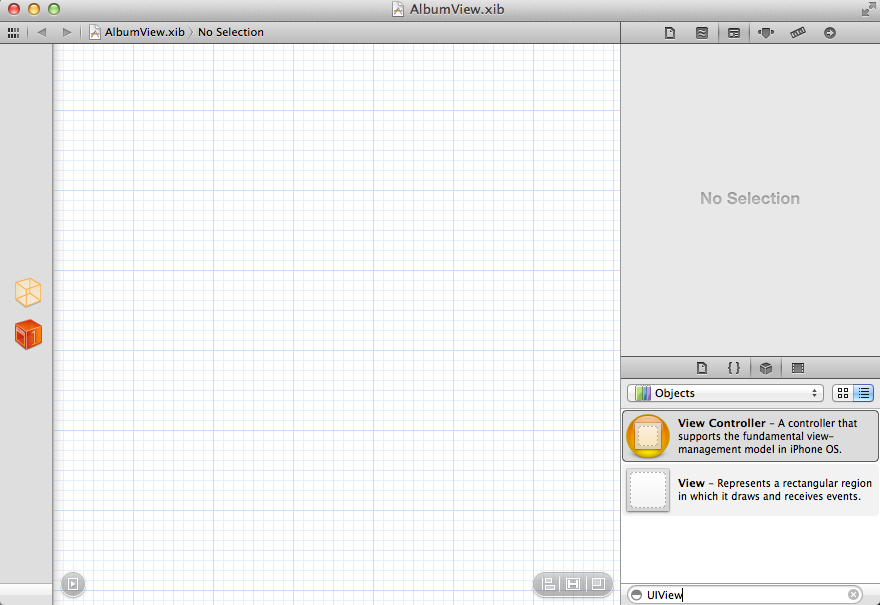 AlbumView.xib
AlbumView.xib
No Selection
No Selection
{ }
Objects
View Controller – A controller that
supports the fundamental view-
management model in iPhone OS.
View – Represents a rectangular region
in which it draws and receives events.
UIView